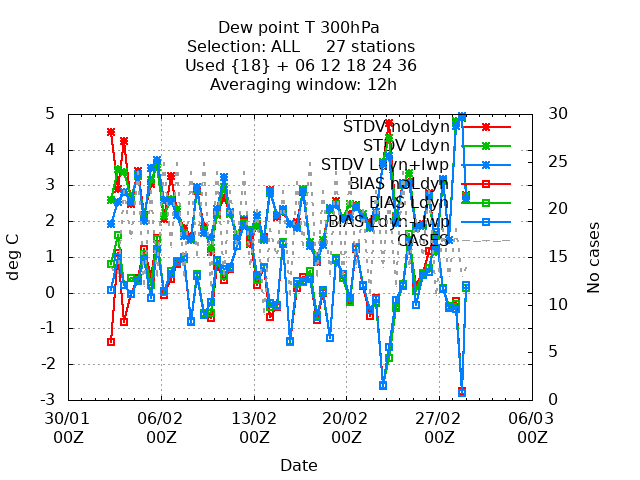 Dew point T 300hPa
Selection: ALL 27 stations
Used {18} + 06 12 18 24 36
Averaging window: 12h
deg C
No cases
5
4
3
2
1
0
-1
-2
-3
30
25
20
15
10
5
0
STDV noLdyn
STDV Ldyn
STDV Ldyn+lwp
BIAS noLdyn
BIAS Ldyn
BIAS Ldyn+lwp
CASES
30/01 06/02 13/02 20/02 27/02 06/03
00Z 00Z 00Z 00Z 00Z 00Z
Date